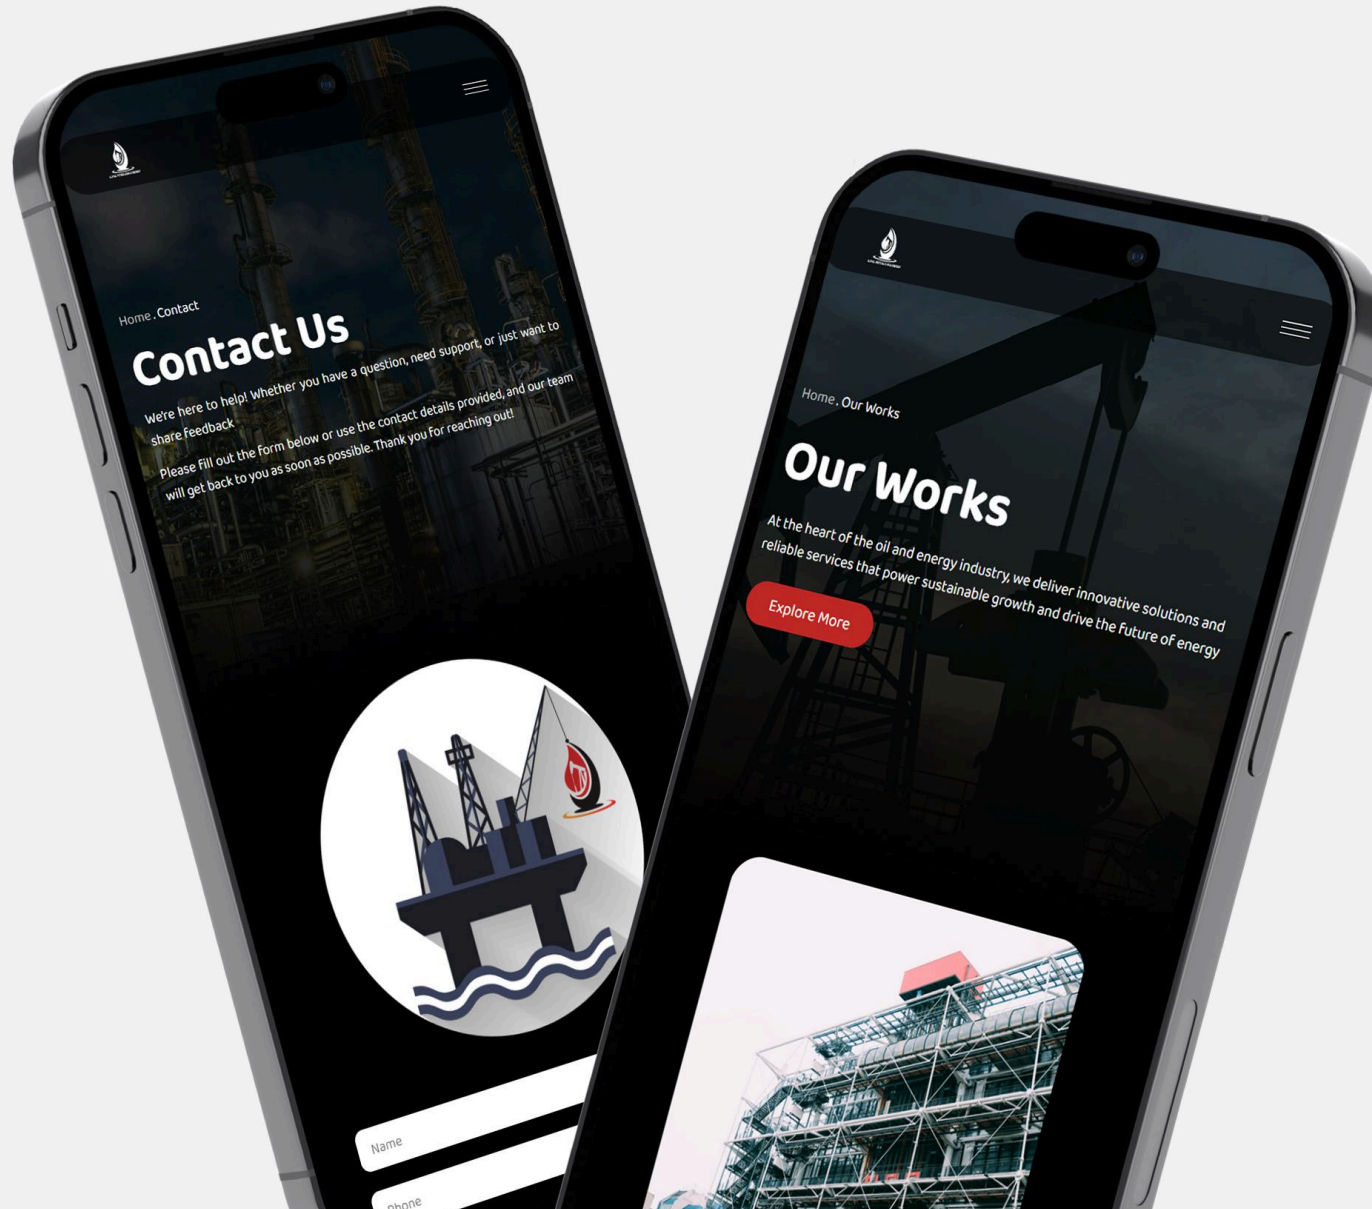 Home . Contact
Contact Us
We're here to help! Whether you have a question, need support, or just want to
share feedback
Please fill out the form below or use the contact details provided, and our team
will get back to you as soon as possible. Thank you for reaching out!
Name
Phone
Home . Our Works
Our Works
At the heart of the oil and energy industry, we deliver innovative solutions and
reliable services that power sustainable growth and drive the future of energy
Explore More